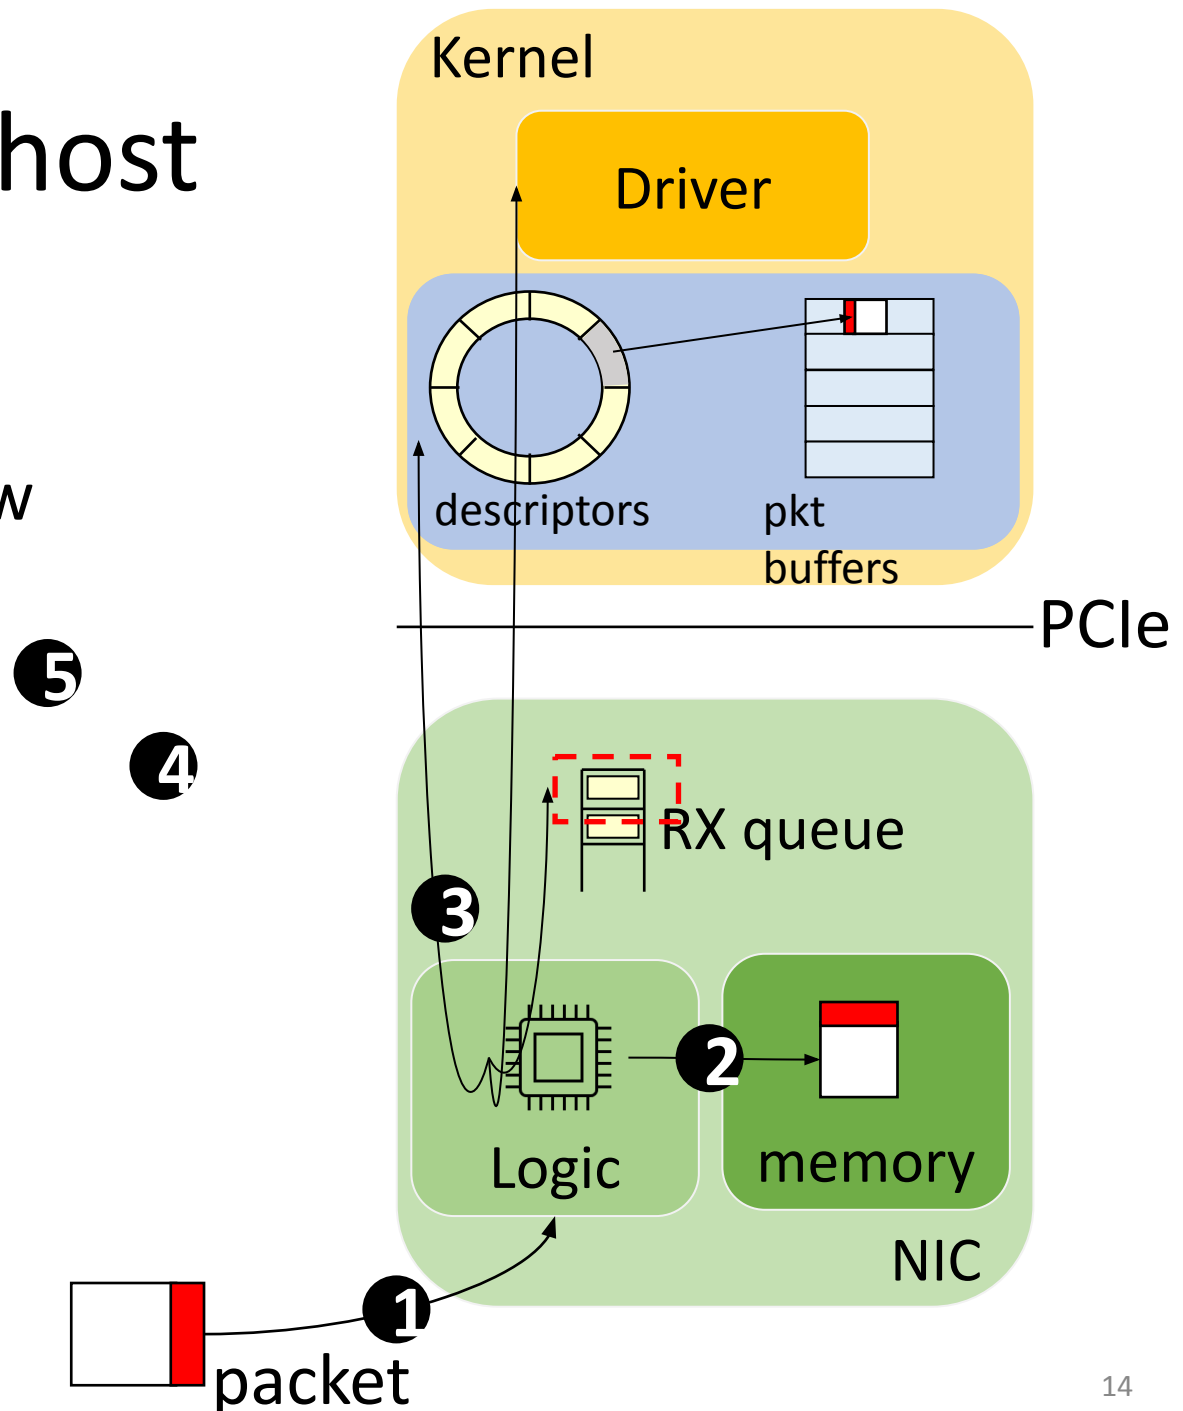 Kernel
host
Driver
w
descriptors
pkt
buffers
PCIe
5
4
RX queue
3
2
Logic
memory
NIC
1
packet
14